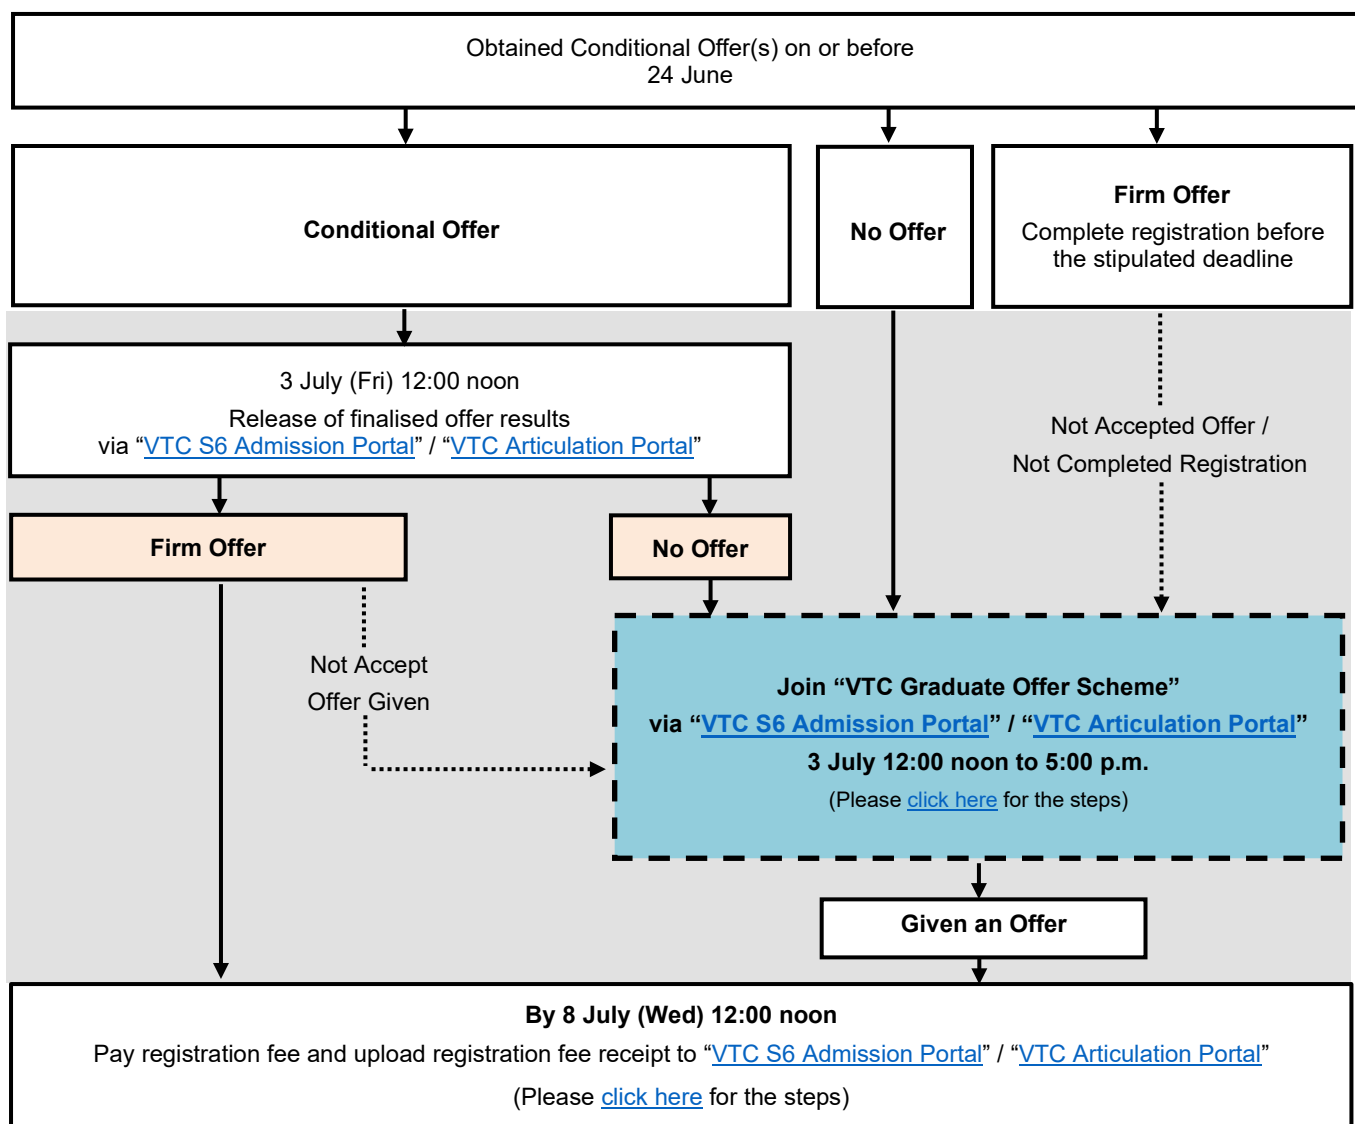 Obtained Conditional Offer(s) on or before
24 June
Conditional Offer
No Offer
Firm Offer
Complete registration before
the stipulated deadline
3 July (Fri) 12:00 noon
Release of finalised offer results
via “VTC S6 Admission Portal” / “VTC Articulation Portal”
Not Accepted Offer /
Not Completed Registration
Firm Offer
No Offer
Not Accept
Offer Given
Join “VTC Graduate Offer Scheme”
via “VTC S6 Admission Portal” / “VTC Articulation Portal”
3 July 12:00 noon to 5:00 p.m.
(Please click here for the steps)
Given an Offer
By 8 July (Wed) 12:00 noon
Pay registration fee and upload registration fee receipt to “VTC S6 Admission Portal” / “VTC Articulation Portal”
(Please click here for the steps)